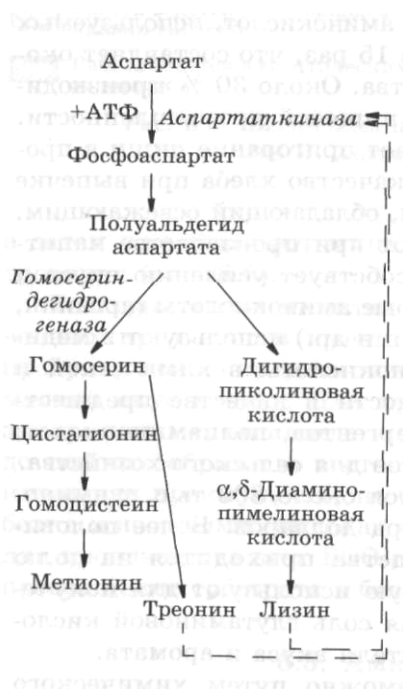 Аспартат
+АТФ
Аспартаткиназа
Фосфоаспартат
Полуальдегид
аспартата
Гомосерин-
дегидро-
геназа
Гомосерин
Дигидро-
пиколиновая
кислота
Цистатионин
Гомоцистеин
α,δ-Диамино-
пимелиновая
кислота
Метионин
Треонин
Лизин